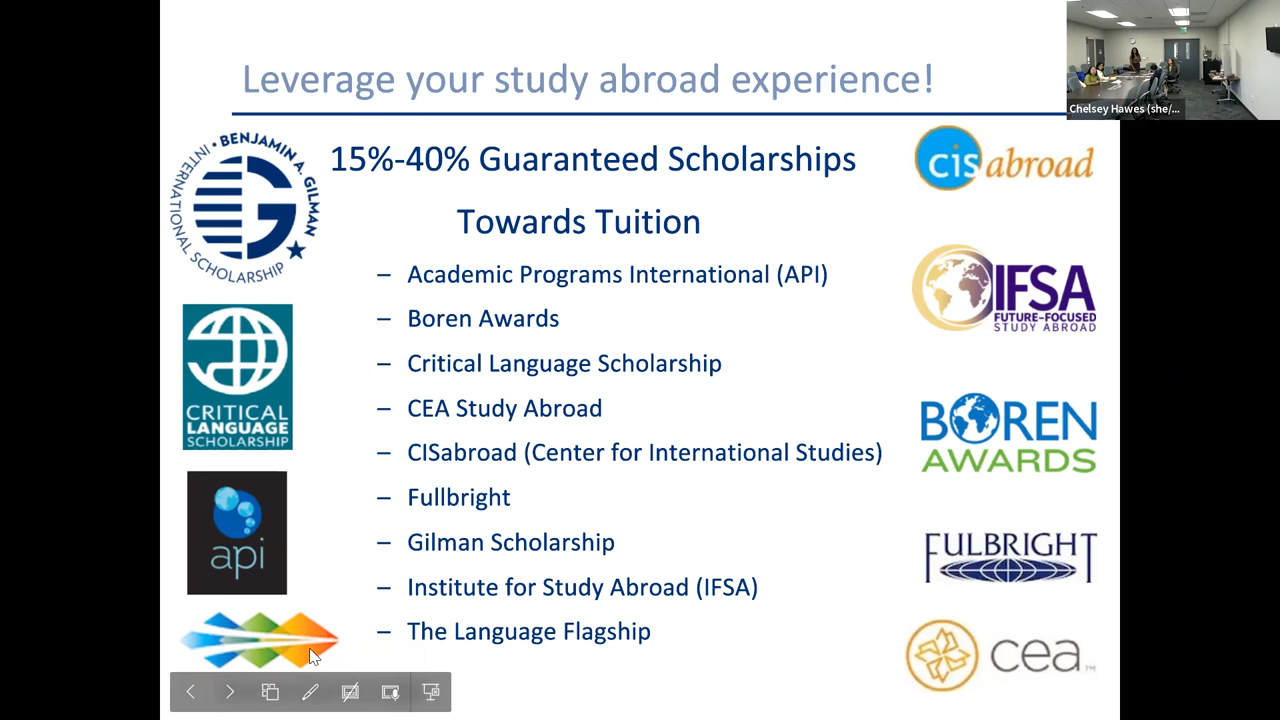 Leverage your study abroad experience!
Chelsey Hawes (she/...
BENJAMIN A. GILMAN
INTERNATIONAL SCHOLARSHIP
G
15%-40% Guaranteed Scholarships
Towards Tuition
– Academic Programs International (API)
– Boren Awards
– Critical Language Scholarship
– CEA Study Abroad
– CISabroad (Center for International Studies)
– Fullbright
– Gilman Scholarship
– Institute for Study Abroad (IFSA)
– The Language Flagship
CRITICAL
LANGUAGE
SCHOLARSHIP
api
cis abroad
IFSA
FUTURE-FOCUSED
STUDY ABROAD
BOREN
AWARDS
FULBRIGHT
cea™